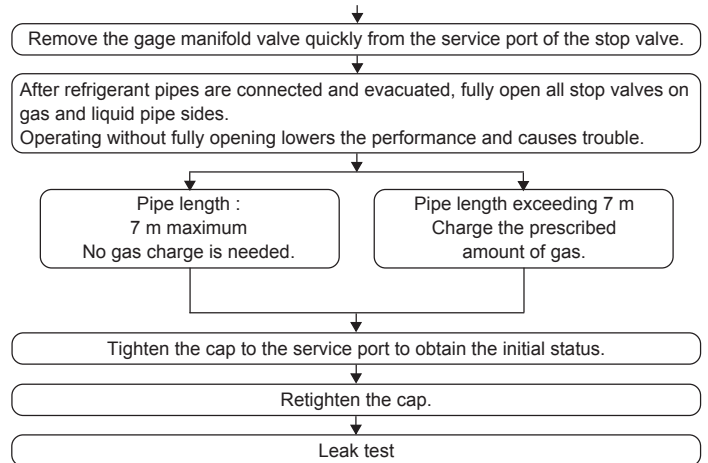 Remove the gage manifold valve quickly from the service port of the stop valve.
After refrigerant pipes are connected and evacuated, fully open all stop valves on
gas and liquid pipe sides.
Operating without fully opening lowers the performance and causes trouble.
Pipe length :
7 m maximum
No gas charge is needed.
Pipe length exceeding 7 m
Charge the prescribed
amount of gas.
Tighten the cap to the service port to obtain the initial status.
Retighten the cap.
Leak test